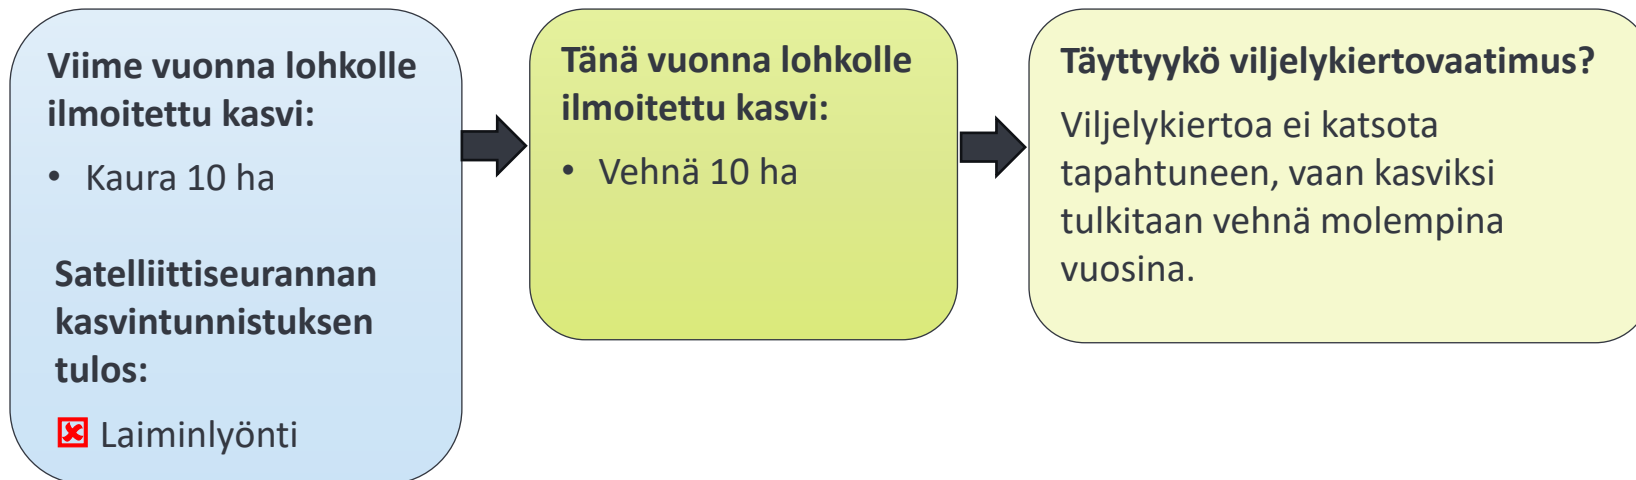 Viime vuonna lohkolle
ilmoitettu kasvi:
• Kaura 10 ha
Satelliittiseurannan
kasvintunnistuksen
tulos:
Laiminlyönti
Tänä vuonna lohkolle
ilmoitettu kasvi:
• Vehnä 10 ha
Täyttyykö viljelykiertovaatimus?
Viljelykiertoa ei katsota
tapahtuneen, vaan kasviksi
tulkitaan vehnä molempina
vuosina.